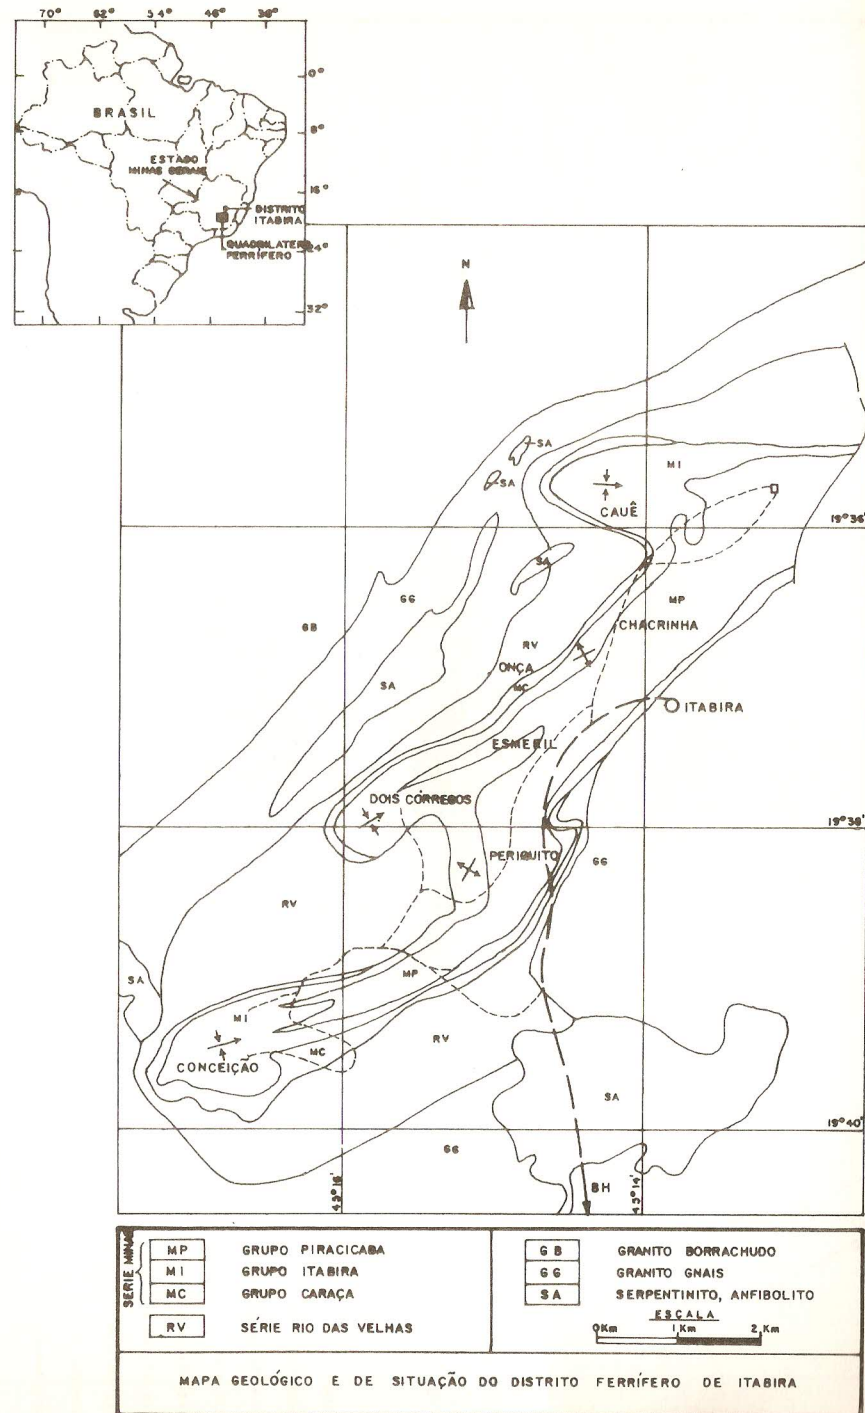 70° 62 54° 46° 38°
0°
BRASIL
8°
ESTADO
MINAS GERAIS
16°
DISTRITO
ITABIRA
QUADRILATERO
FERRÍFERO
24°
32°
N
SA
MI
SA
CAUÊ
19°36'
SA
GG
MP
GB
CHACRINHA
RV
ONÇA
SA
MC
ITABIRA
ESMERIL
DOIS CÓRREGOS
19°38'
PERIQUITO
GG
RV
MP
SA
MI
RV
MC
CONCEIÇÃO
SA
19°40'
GG
43°16'
43°14'
BH
SERIE MINAS
MP GRUPO PIRACICABA
MI GRUPO ITABIRA
MC GRUPO CARAÇA
RV SÉRIE RIO DAS VELHAS
GB GRANITO BORRACHUDO
GG GRANITO GNAIS
SA SERPENTINITO, ANFIBOLITO
ESCALA
0Km 1Km 2Km
MAPA GEOLÓGICO E DE SITUAÇÃO DO DISTRITO FERRÍFERO DE ITABIRA